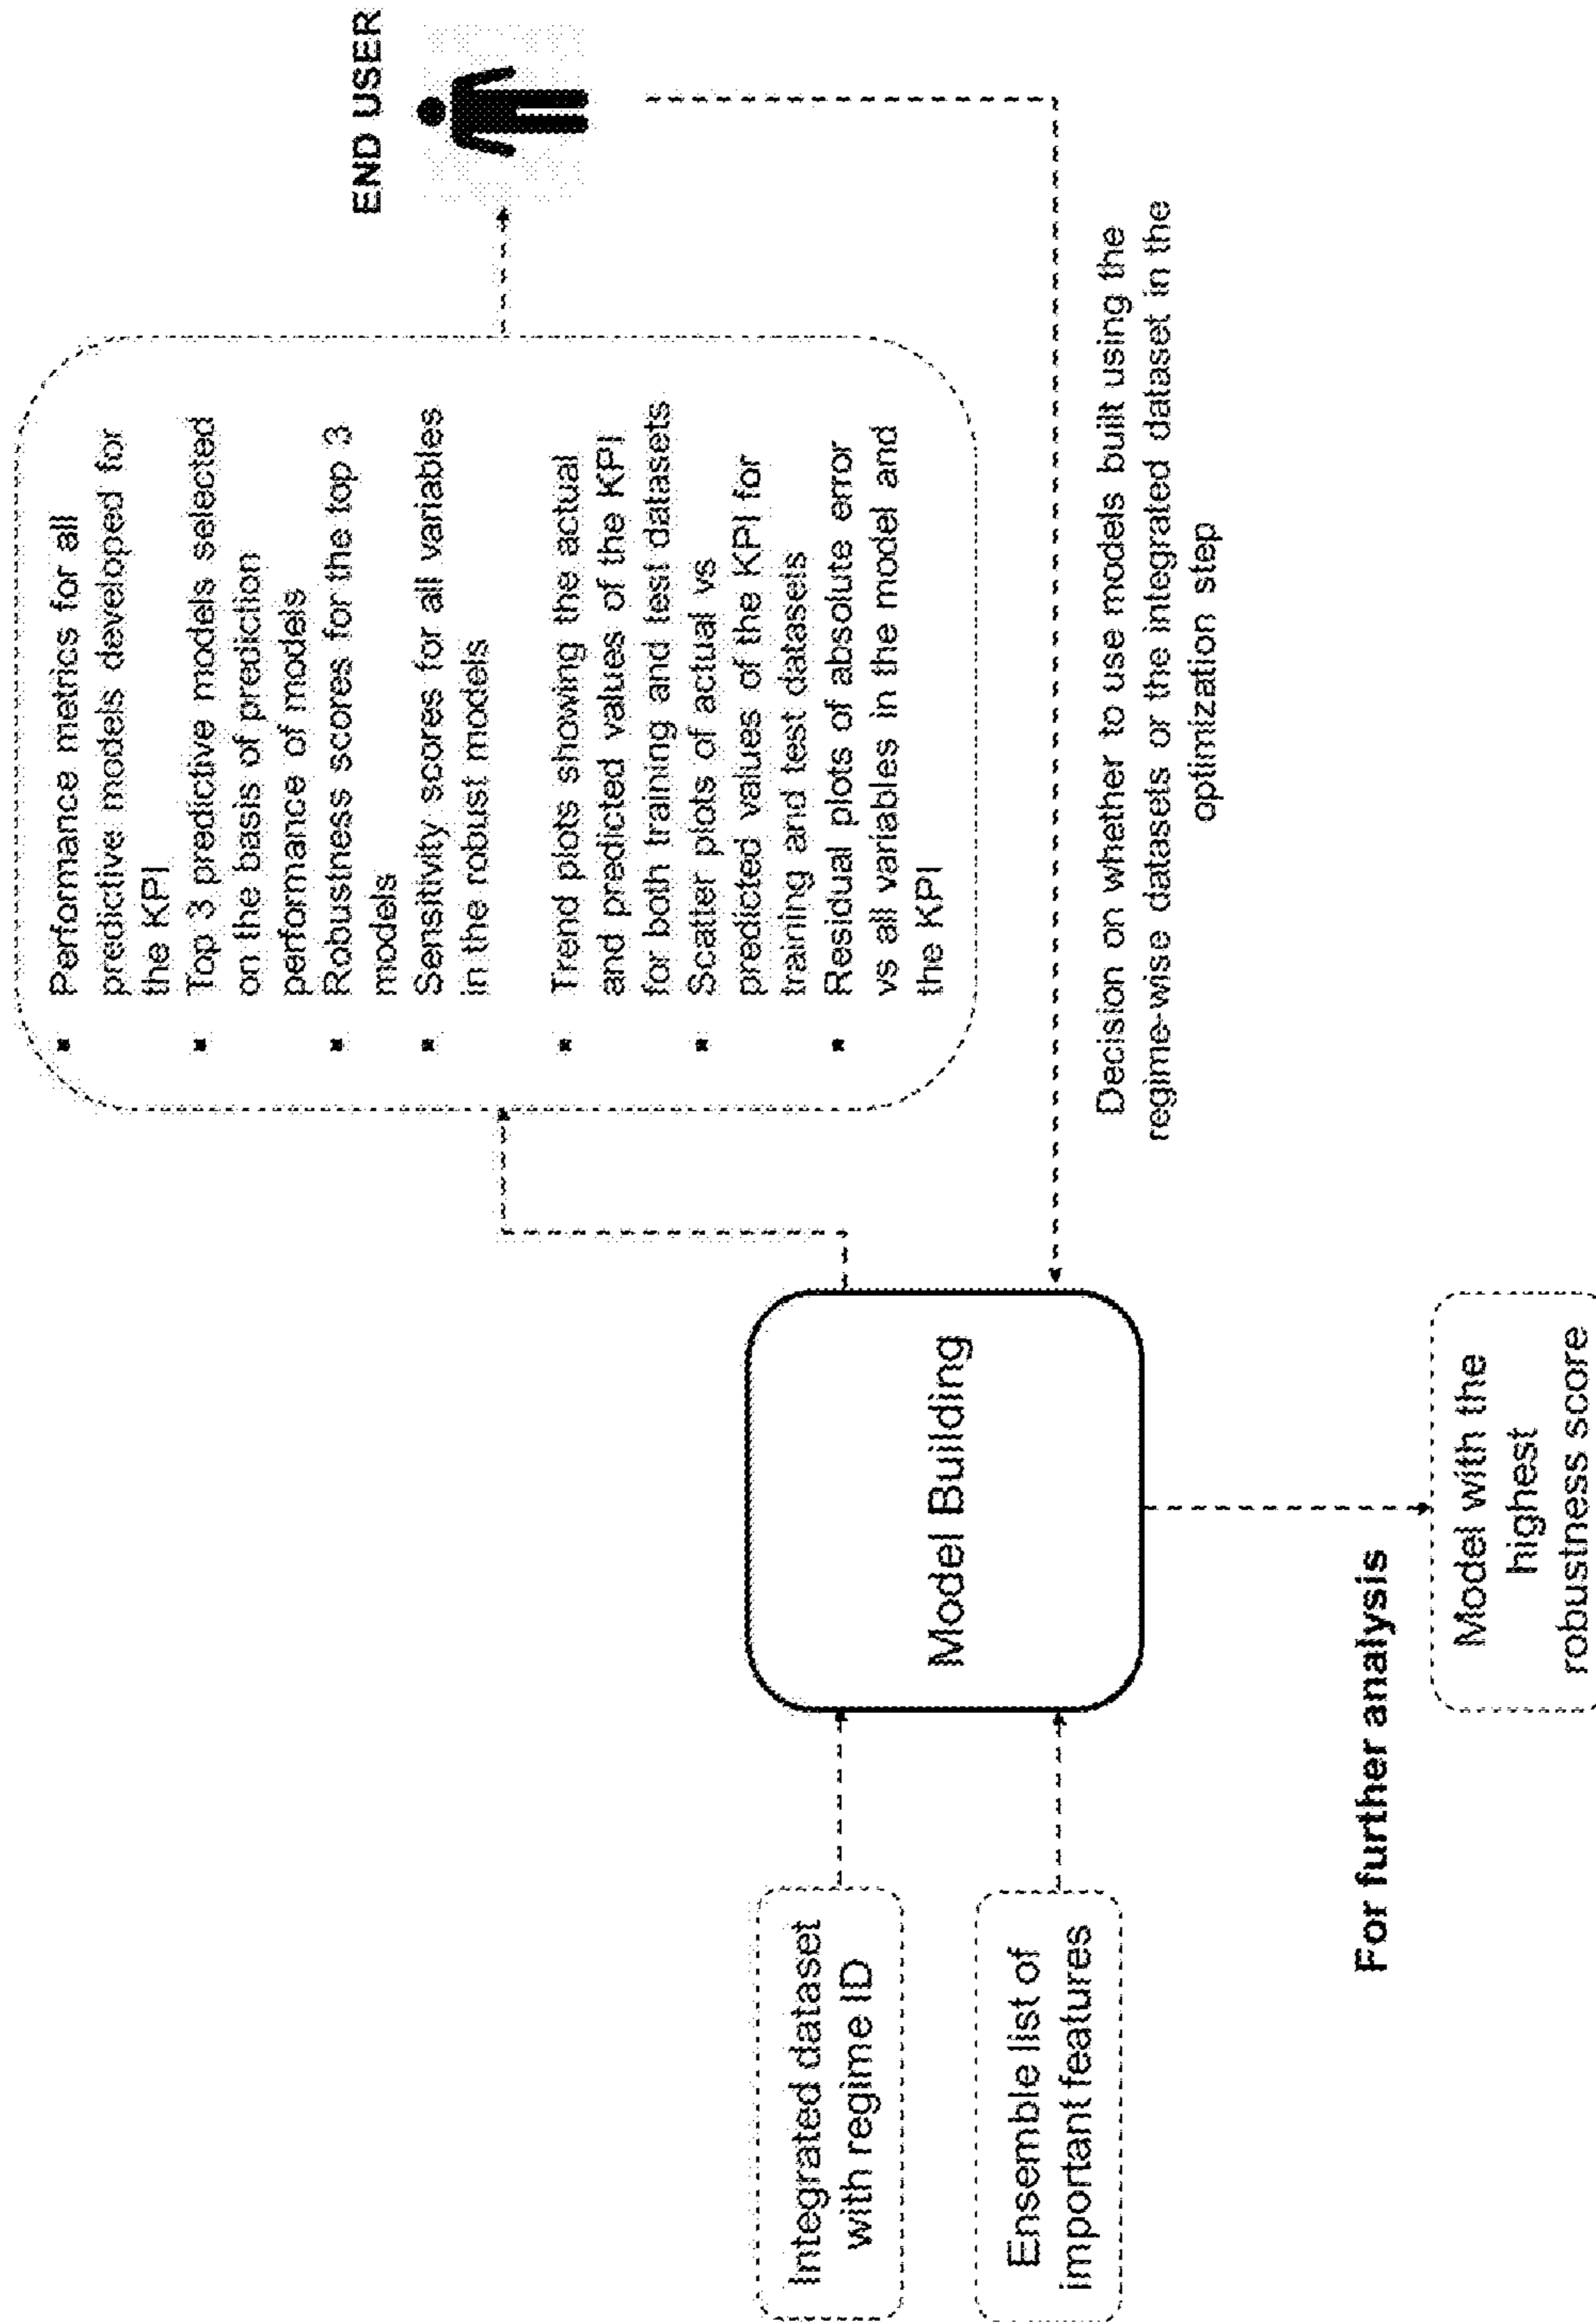 END USER
Performance metrics for all
predictive models developed for
the KPI
Top 3 predictive models selected
on the basis of prediction
performance of models
Robustness scores for the top 3
models
Sensitivity scores for all variables
in the robust models
Trend plots showing the actual
and predicted values of the KPI
for both training and test datasets
Scatter plots of actual vs
predicted values of the KPI for
training and test datasets
Residual plots of absolute error
vs all variables in the model and
the KPI
Integrated dataset
with regime ID
Ensemble list of
important features
Model Building
Decision on whether to use models built using the
regime-wise datasets or the integrated dataset in the
optimization step
For further analysis
Model with the
highest
robustness score